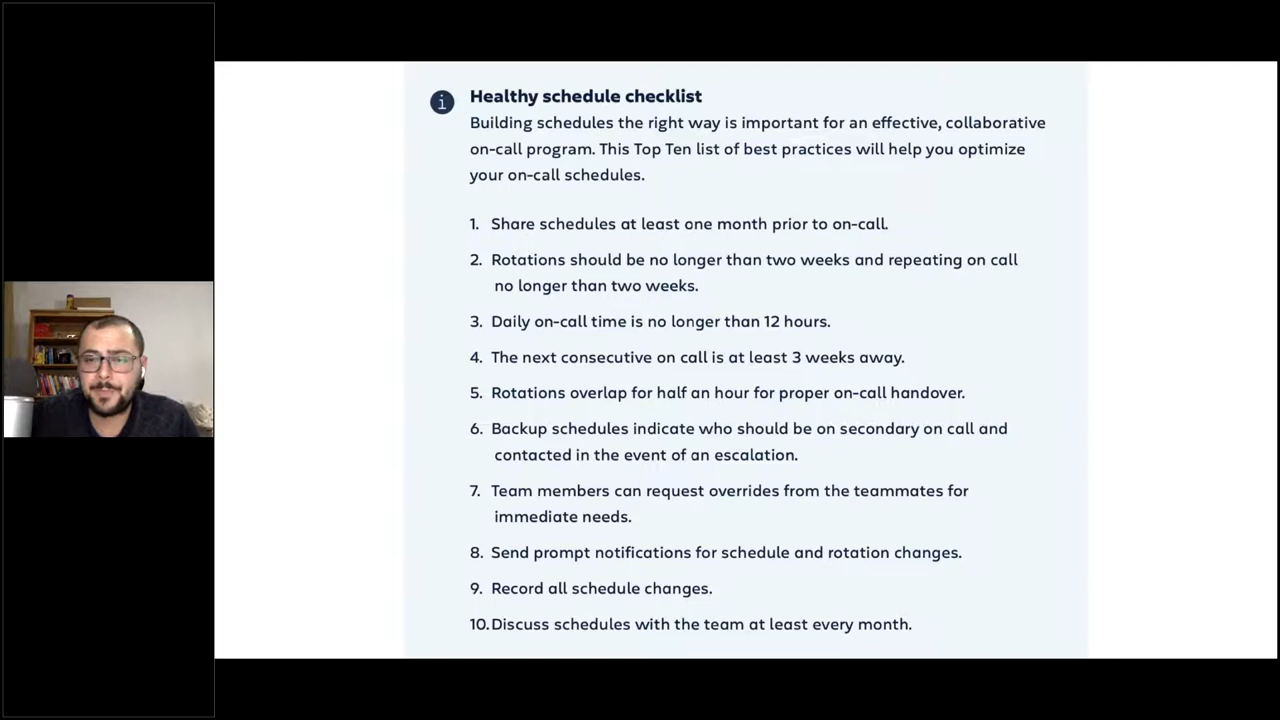 Healthy schedule checklist
Building schedules the right way is important for an effective, collaborative
on-call program. This Top Ten list of best practices will help you optimize
your on-call schedules.
1. Share schedules at least one month prior to on-call.
2. Rotations should be no longer than two weeks and repeating on call
no longer than two weeks.
3. Daily on-call time is no longer than 12 hours.
4. The next consecutive on call is at least 3 weeks away.
5. Rotations overlap for half an hour for proper on-call handover.
6. Backup schedules indicate who should be on secondary on call and
contacted in the event of an escalation.
7. Team members can request overrides from the teammates for
immediate needs.
8. Send prompt notifications for schedule and rotation changes.
9. Record all schedule changes.
10. Discuss schedules with the team at least every month.